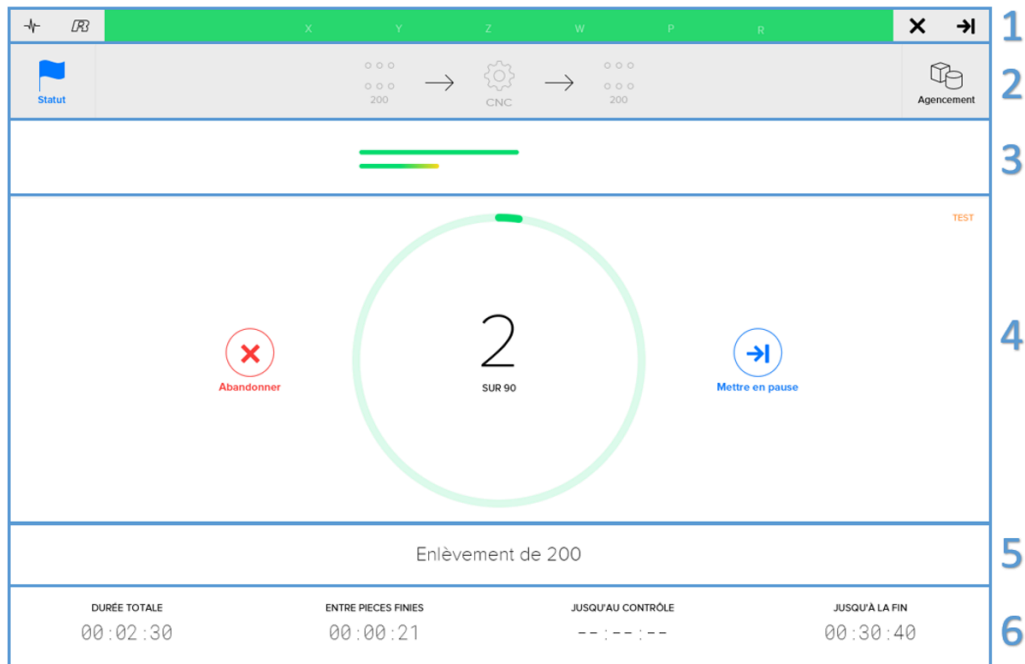 X Y Z W P R
1
Statut
200
CNC
200
Agencement
2
3
TEST
2
SUR 90
Abandonner
Mettre en pause
4
Enlèvement de 200
5
DURÉE TOTALE
00:02:30
ENTRE PIECES FINIES
00:00:21
JUSQU'AU CONTRÔLE
--:--:--
JUSQU'À LA FIN
00:30:40
6